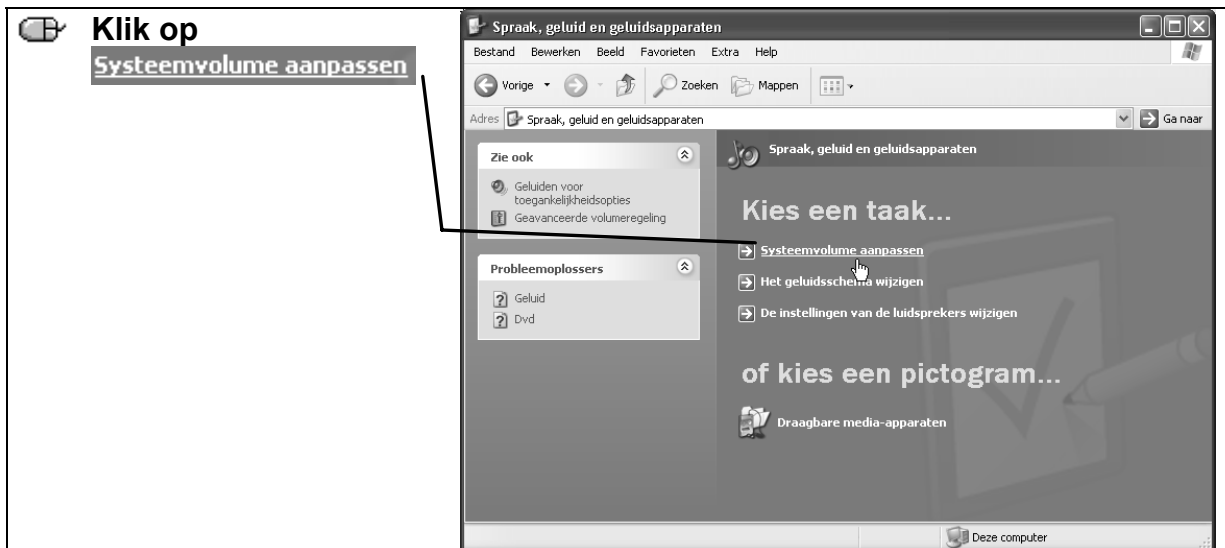 Klik op
Systeemvolume aanpassen
Spraak, geluid en geluidsapparaten
Bestand Bewerken Beeld Favorieten Extra Help
Vorige Zoeken Mappen
Adres Spraak, geluid en geluidsapparaten Ga naar
Zie ook
Geluiden voor
toegankelijkheidsopties
Geavanceerde volumeregeling
Probleemoplossers
Geluid
Dvd
Spraak, geluid en geluidsapparaten
Kies een taak...
Systeemvolume aanpassen
Het geluidsschema wijzigen
De instellingen van de luidsprekers wijzigen
of kies een pictogram...
Draagbare media-apparaten
Deze computer